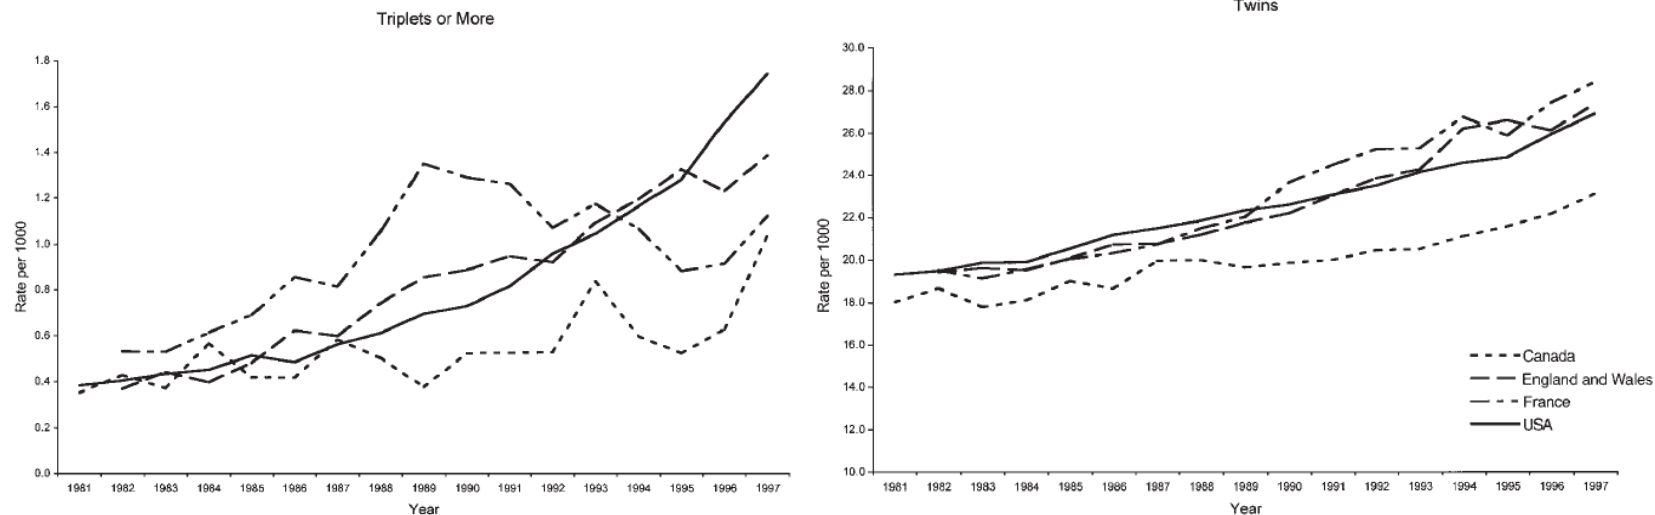 Triplets or More
1.8
1.6
1.4
1.2
1.0
0.8
0.6
0.4
0.2
0.0
Rate per 1000
1981 1982 1983 1984 1985 1986 1987 1988 1989 1990 1991 1992 1993 1994 1995 1996 1997
Year
Twins
30.0
28.0
26.0
24.0
22.0
20.0
18.0
16.0
14.0
12.0
10.0
Rate per 1000
Canada
England and Wales
France
USA
1981 1982 1983 1984 1985 1986 1987 1988 1989 1990 1991 1992 1993 1994 1995 1996 1997
Year